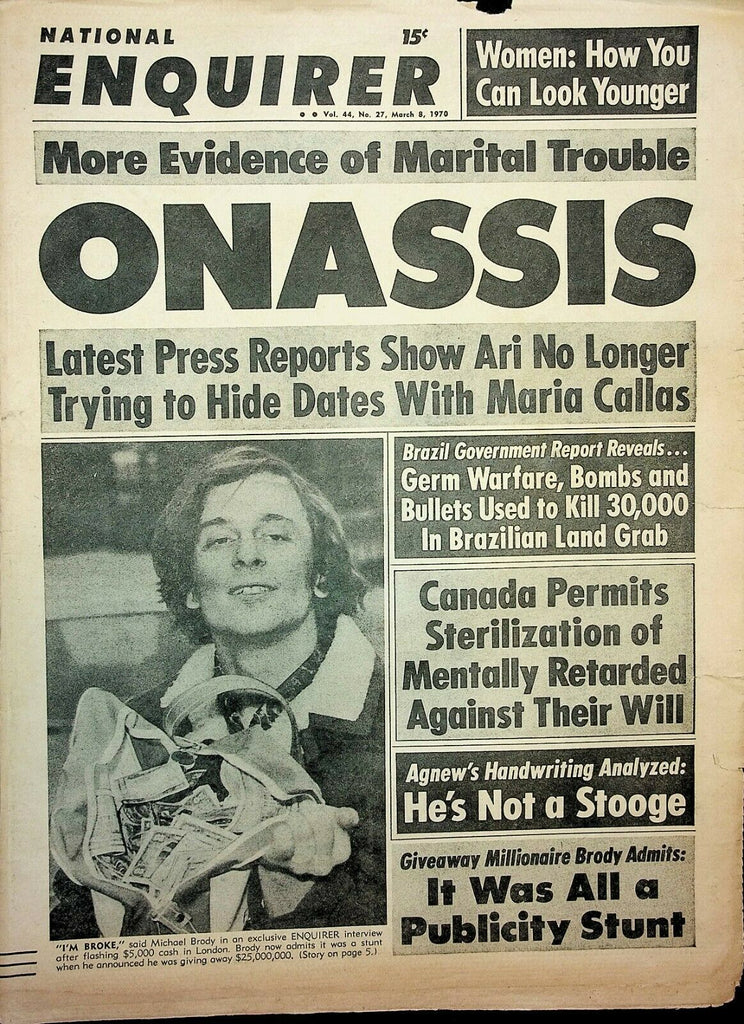 NATIONAL
15¢
ENQUIRER
• • Vol. 44, No. 27, March 8, 1970
Women: How You
Can Look Younger
More Evidence of Marital Trouble
ONASSIS
Latest Press Reports Show Ari No Longer
Trying to Hide Dates With Maria Callas
Brazil Government Report Reveals...
Germ Warfare, Bombs and
Bullets Used to Kill 30,000
In Brazilian Land Grab
Canada Permits
Sterilization of
Mentally Retarded
Against Their Will
Agnew's Handwriting Analyzed:
He's Not a Stooge
Giveaway Millionaire Brody Admits:
It Was All a
Publicity Stunt
"I'M BROKE," said Michael Brody in an exclusive ENQUIRER interview
after flashing $5,000 cash in London. Brody now admits it was a stunt
when he announced he was giving away $25,000,000. (Story on page 5.)